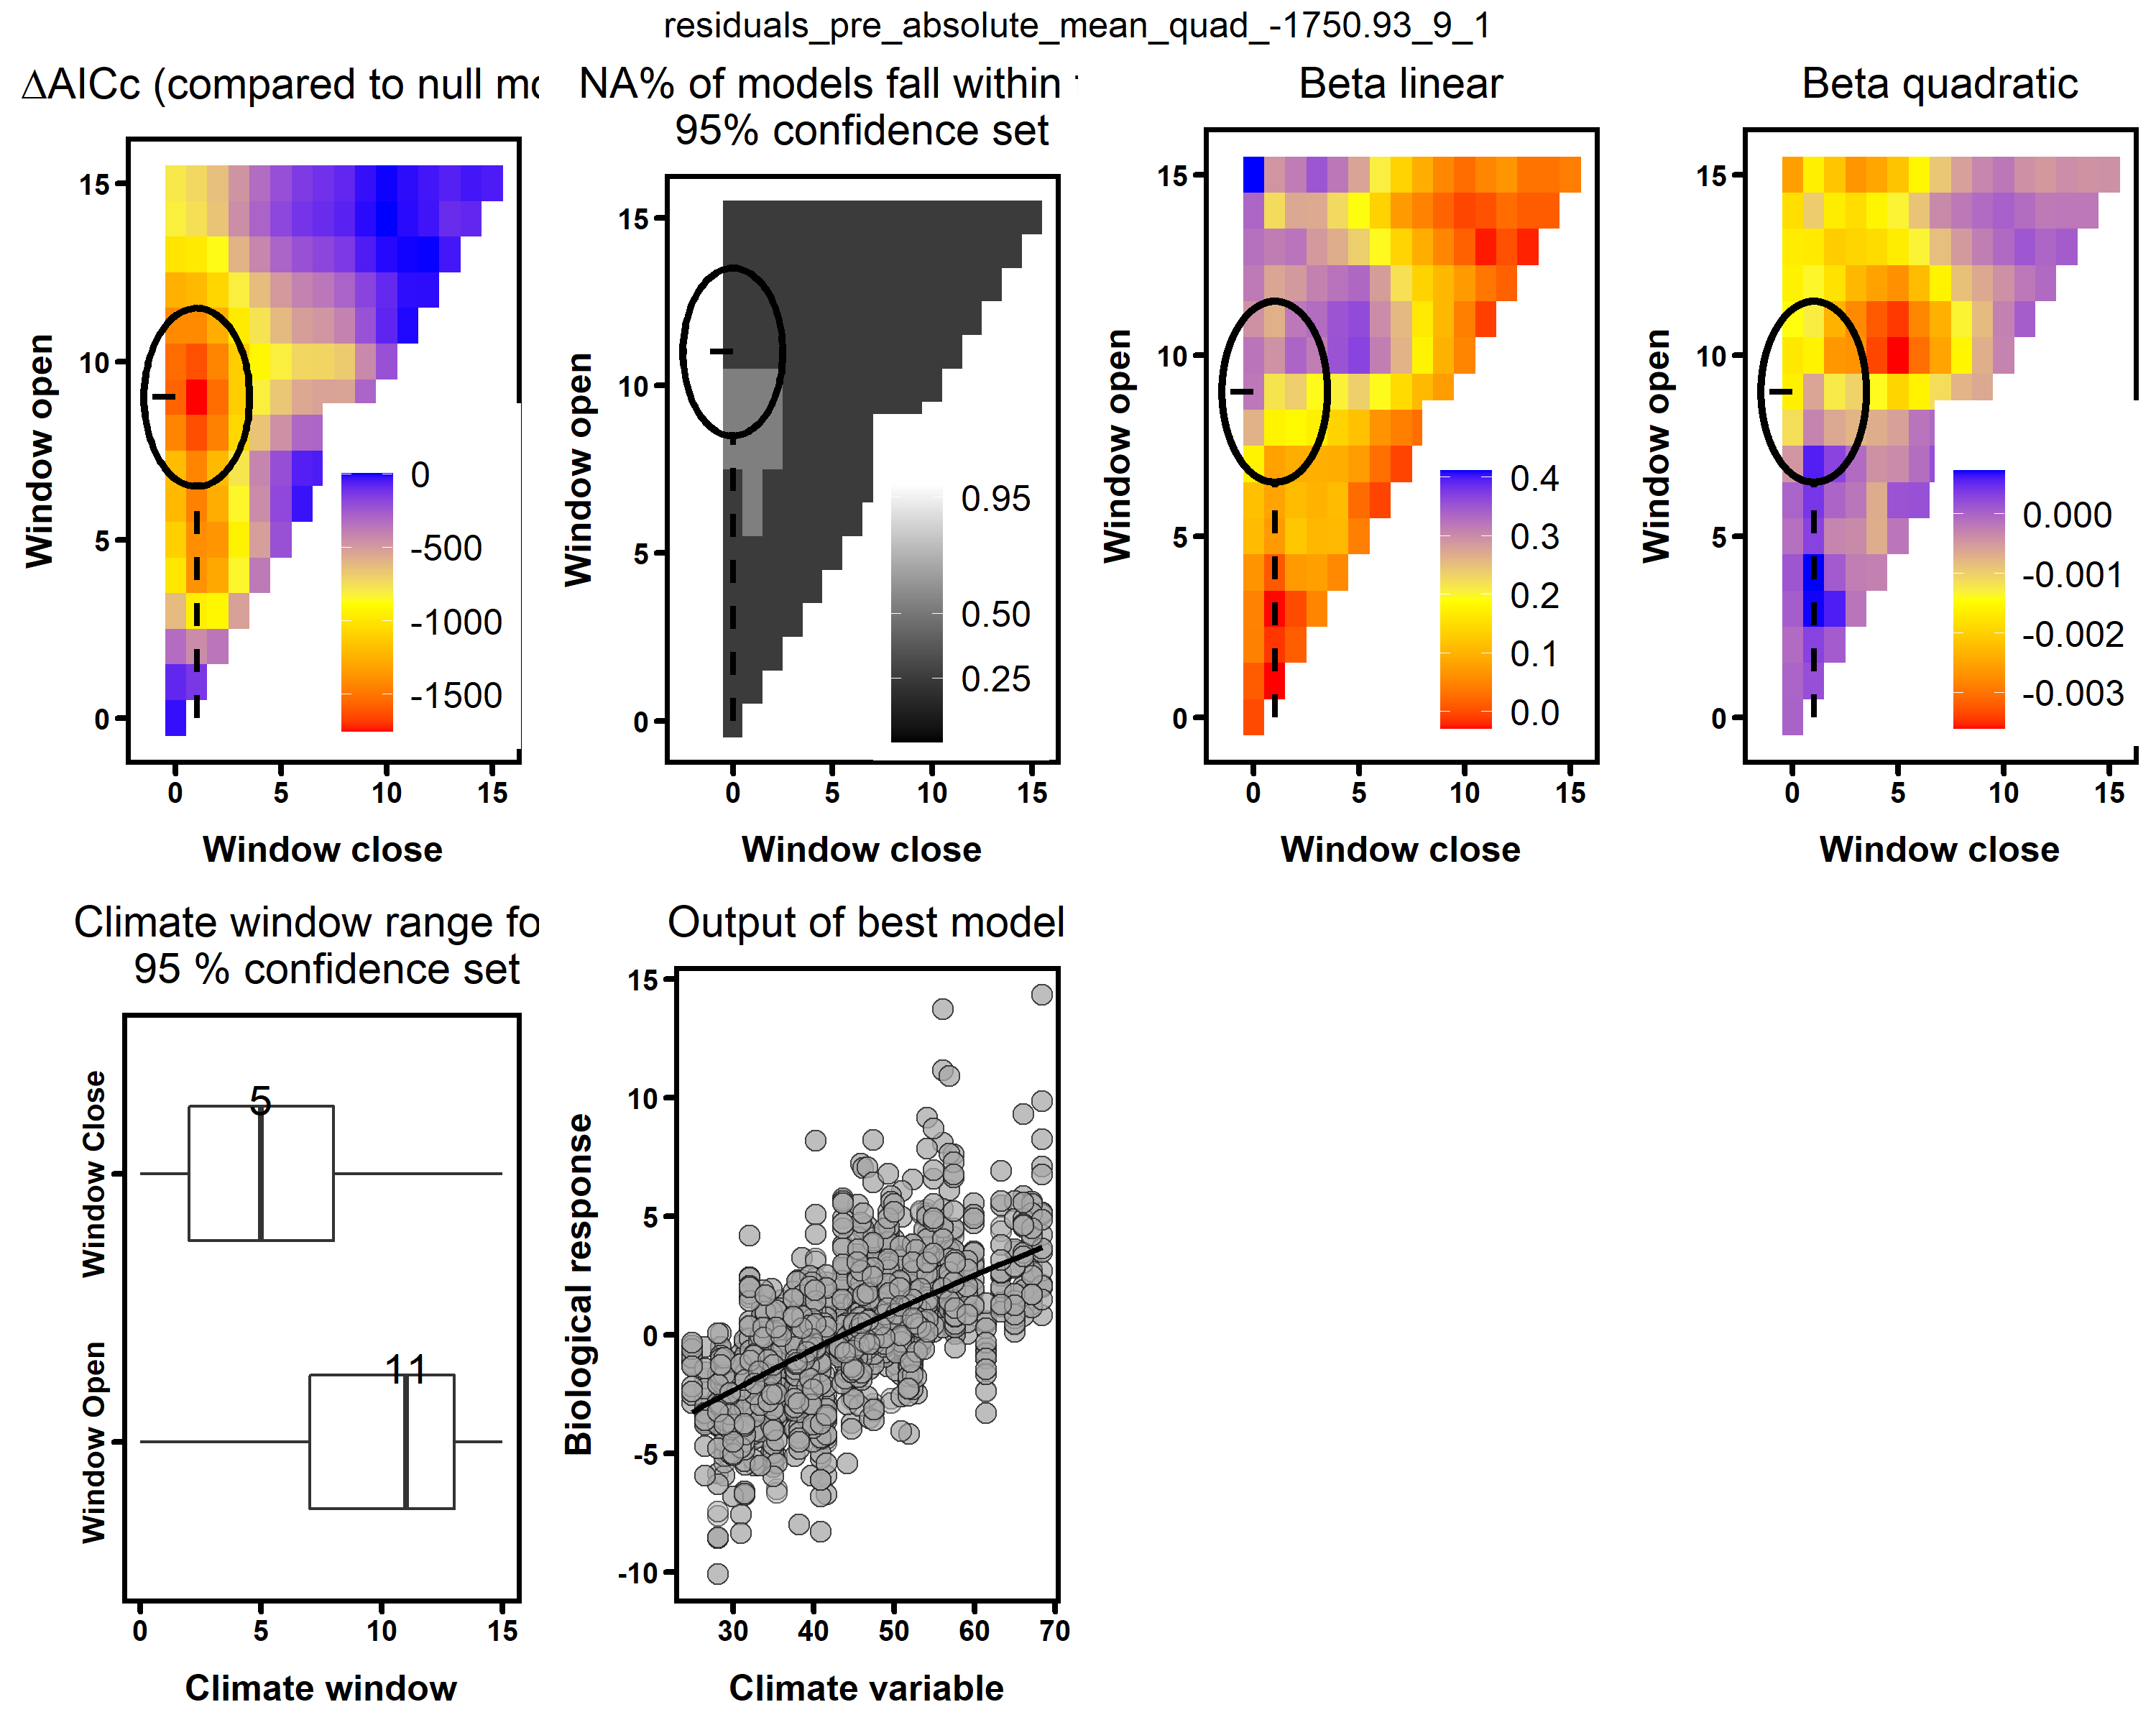 residuals_pre_absolute_mean_quad_-1750.93_9_1
ΔAICc (compared to null mo
15
10
5
0
0
5
10
15
Window open
Window close
0
-500
-1000
-1500
NA% of models fall within
95% confidence set
15
10
5
0
0
5
10
15
Window open
Window close
0.95
0.50
0.25
Beta linear
15
10
5
0
0
5
10
15
Window open
Window close
0.4
0.3
0.2
0.1
0.0
Beta quadratic
15
10
5
0
0
5
10
15
Window open
Window close
0.000
-0.001
-0.002
-0.003
Climate window range fo
95 % confidence set
Window Close
Window Open
5
11
0
5
10
15
Climate window
Output of best model
15
10
5
0
-5
-10
Biological response
30
40
50
60
70
Climate variable